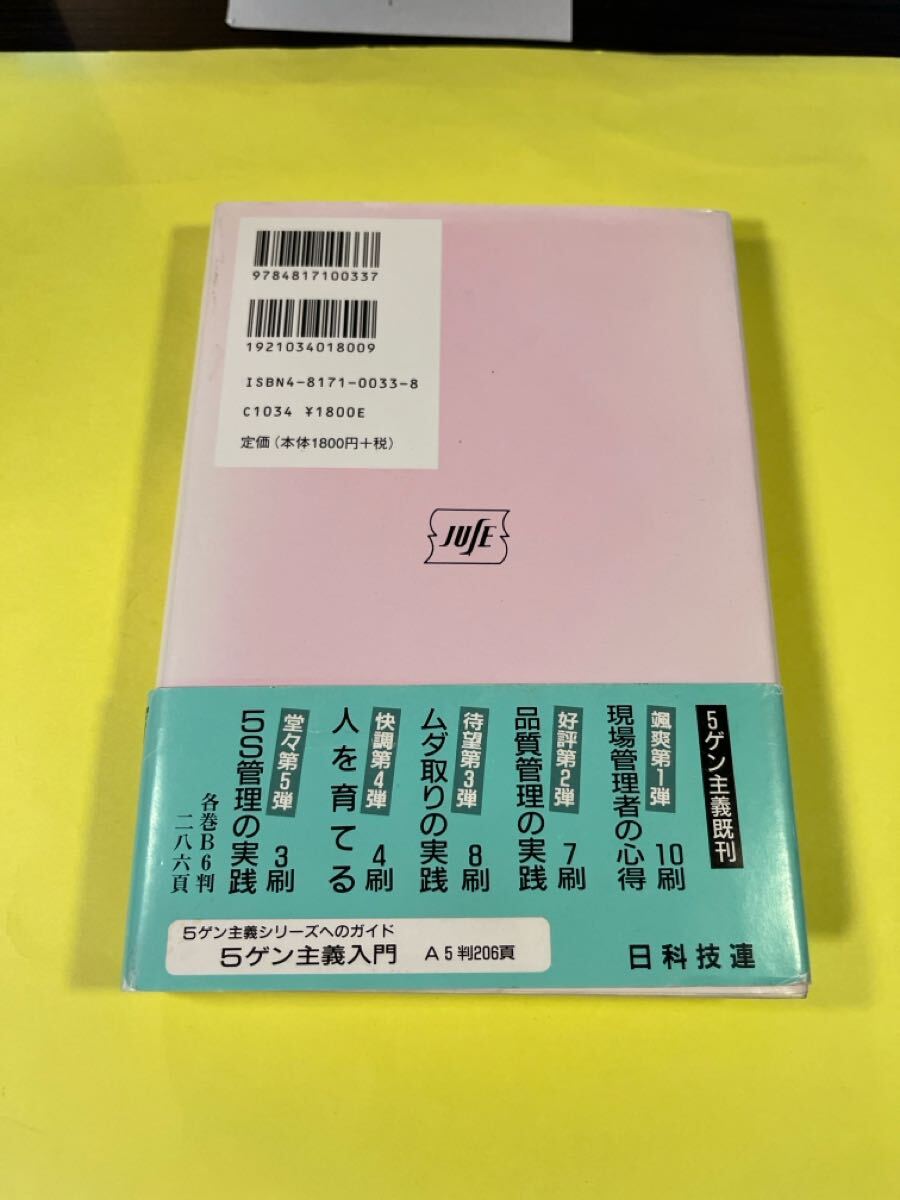 9784817100337
1921034018009
ISBN4-8171-0033-8
C1034 ¥1800E
定価(本体1800円+税)
JUSE
5ゲン主義既刊
颯爽第1弾
現場管理者の心得
10刷
好評第2弾
品質管理の実践
7刷
待望第3弾
ムダ取りの実践
8刷
快調第4弾
人を育てる
4刷
堂々第5弾
5S管理の実践
3刷
各巻B6判
二八六頁
5ゲン主義シリーズへのガイド
5ゲン主義入門 A5判206頁
日科技連